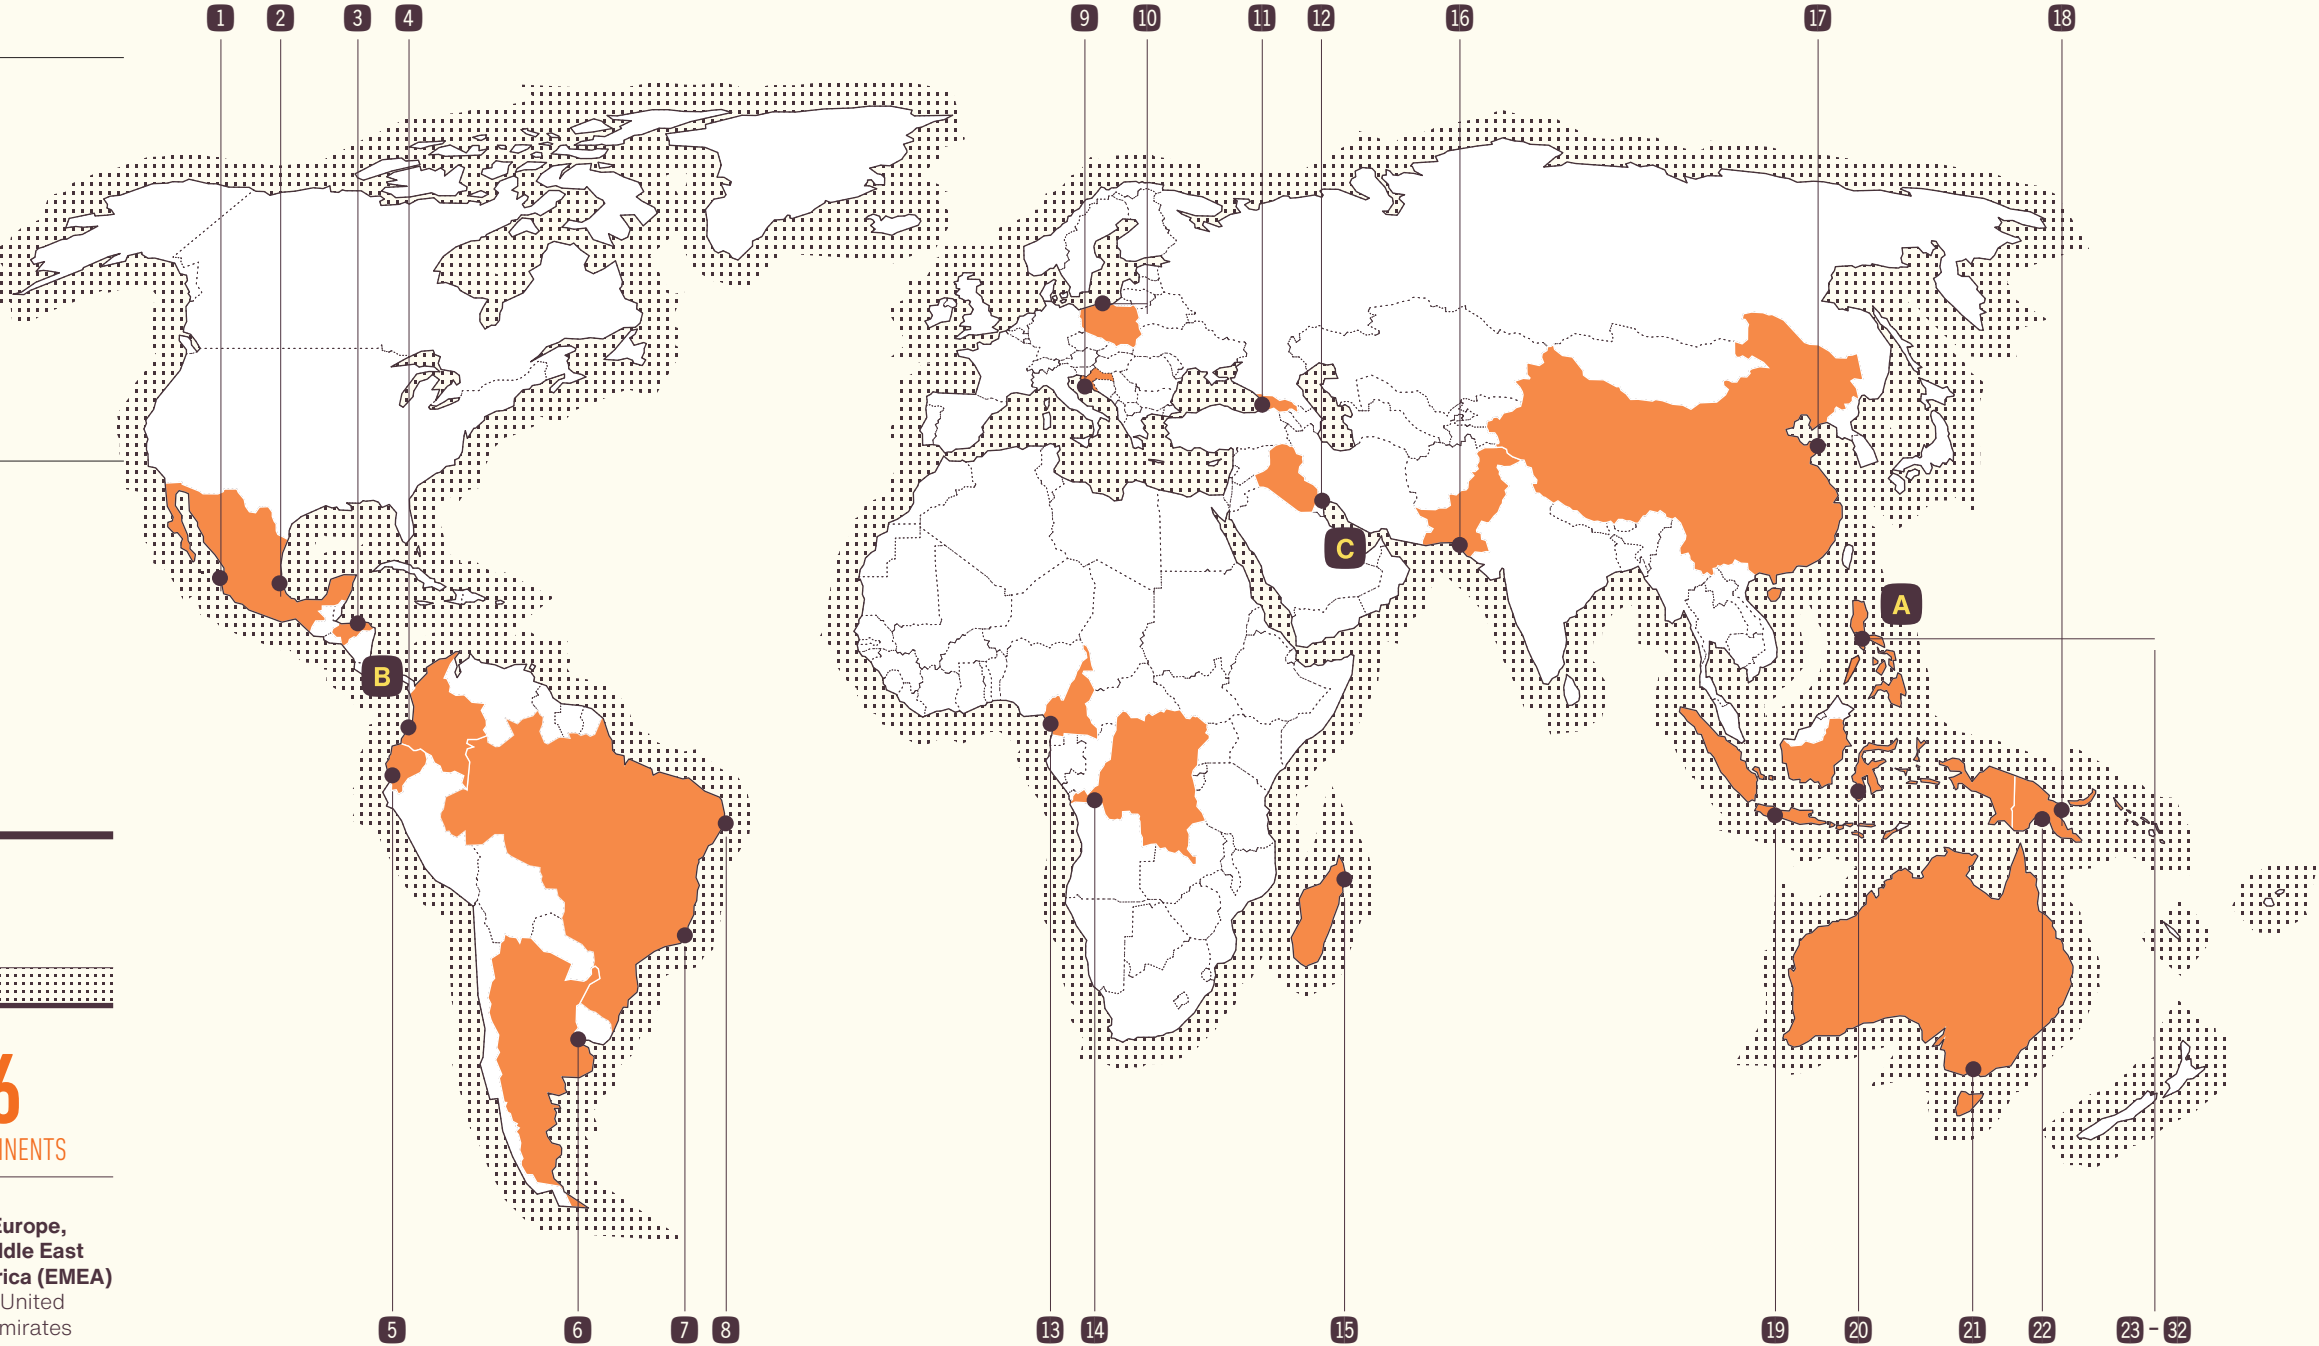 1 2 3 4 9 10 11 12 16 17 18
C
A
B
%
INENTS
Europe,
ddle East
rica (EMEA)
United
mirates
5 6 7 8 13 14 15 19 20 21 22 23 - 32